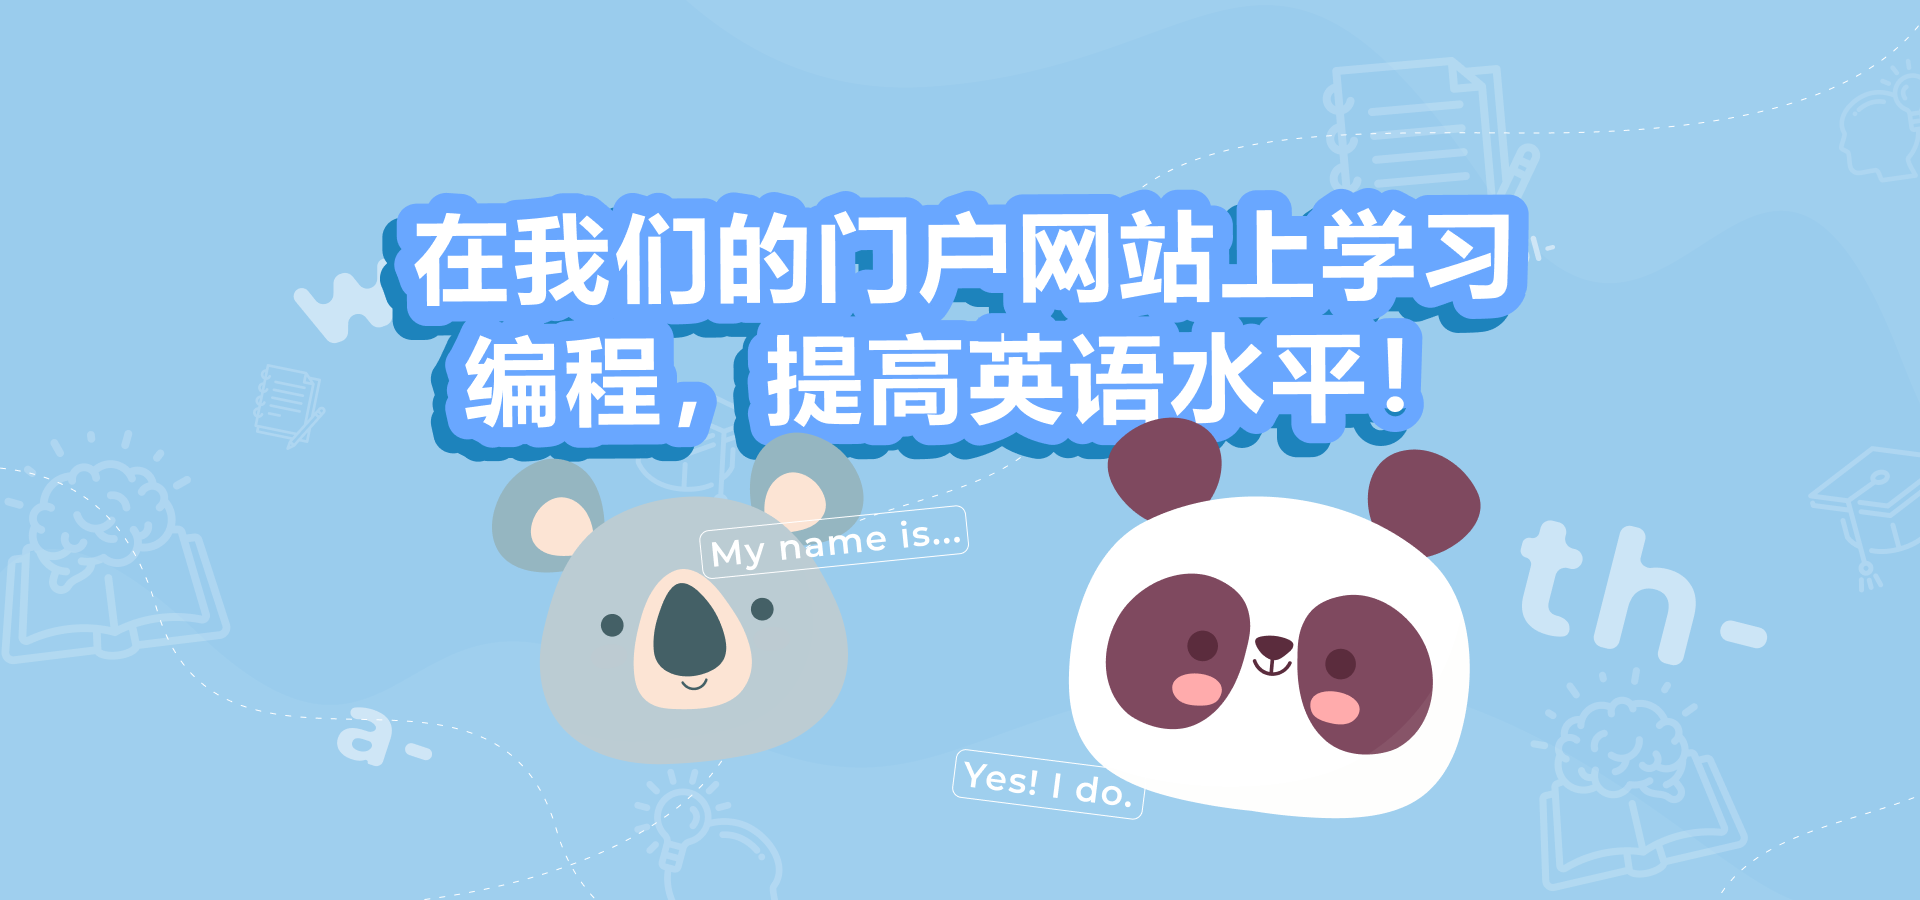 在我们的门户网站上学习
编程，提高英语水平！
My name is...
th-
a-
Yes! I do.